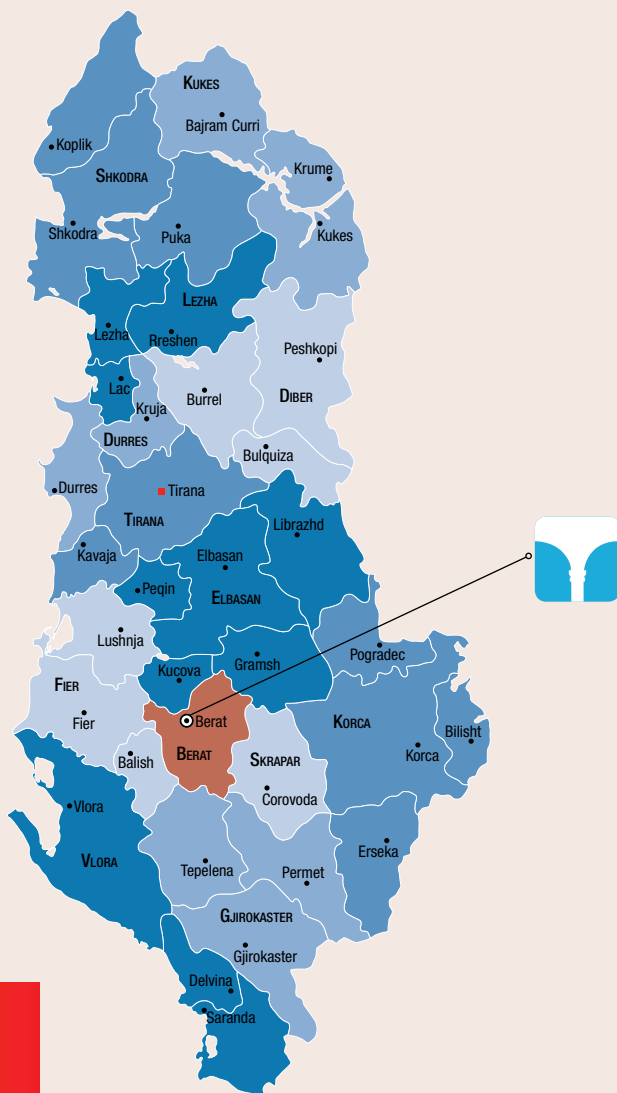 KUKES
Bajram Curri
Koplik
Krume
SHKODRA
Shkodra
Puka
Kukes
LEZHA
Lezha
Rreshen
Peshkopi
Lac
Burrel
DIBER
Kruja
DURRES
Bulquiza
Durres
Tirana
TIRANA
Librazhd
Kavaja
Elbasan
Peqin
ELBASAN
Lushnja
Pogradec
Kucova
Gramsh
FIER
Fier
Berat
KORCA
Bilisht
BERAT
Balish
SKRAPAR
Korca
Corovoda
Vlora
VLORA
Tepelena
Permet
Erseka
GJIROKASTER
Gjirokaster
Delvina
Saranda